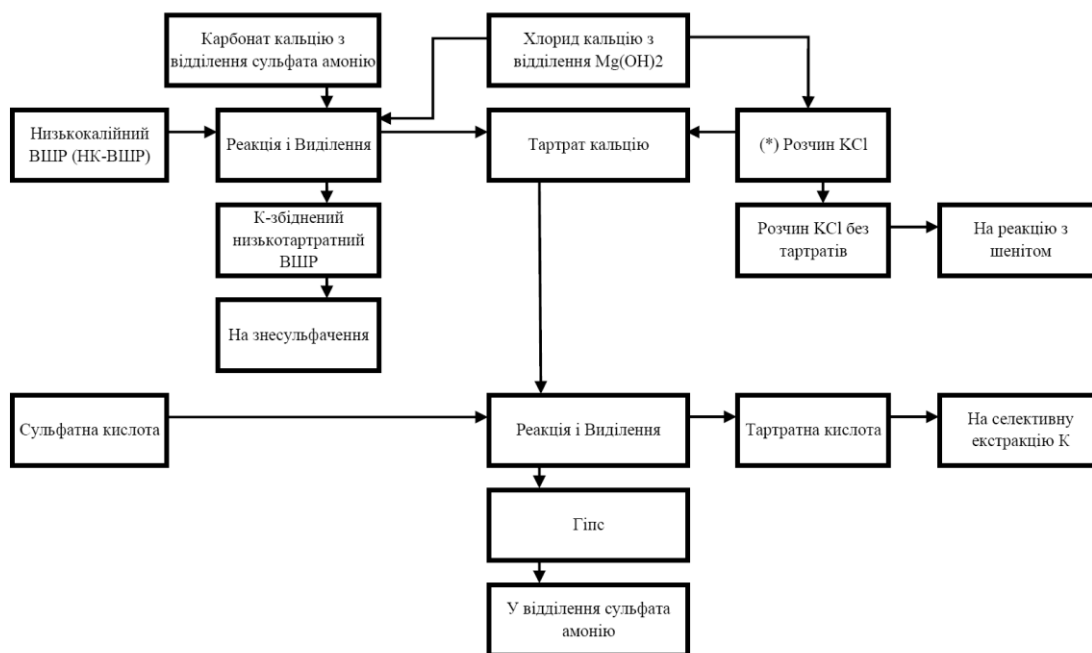 Карбонат кальцію з
відділення сульфата амонію
Хлорид кальцію з
відділення Mg(OH)2
Низькокалійний
ВШР (НК-ВШР)
Реакція і Виділення
Тартрат кальцію
(*) Розчин KCl
К-збіднений
низькотартратний
ВШР
Розчин KCl без
тартратів
На реакцію з
шенітом
На знесульфачення
Сульфатна кислота
Реакція і Виділення
Тартратна кислота
На селективну
екстракцію К
Гіпс
У відділення сульфата
амонію